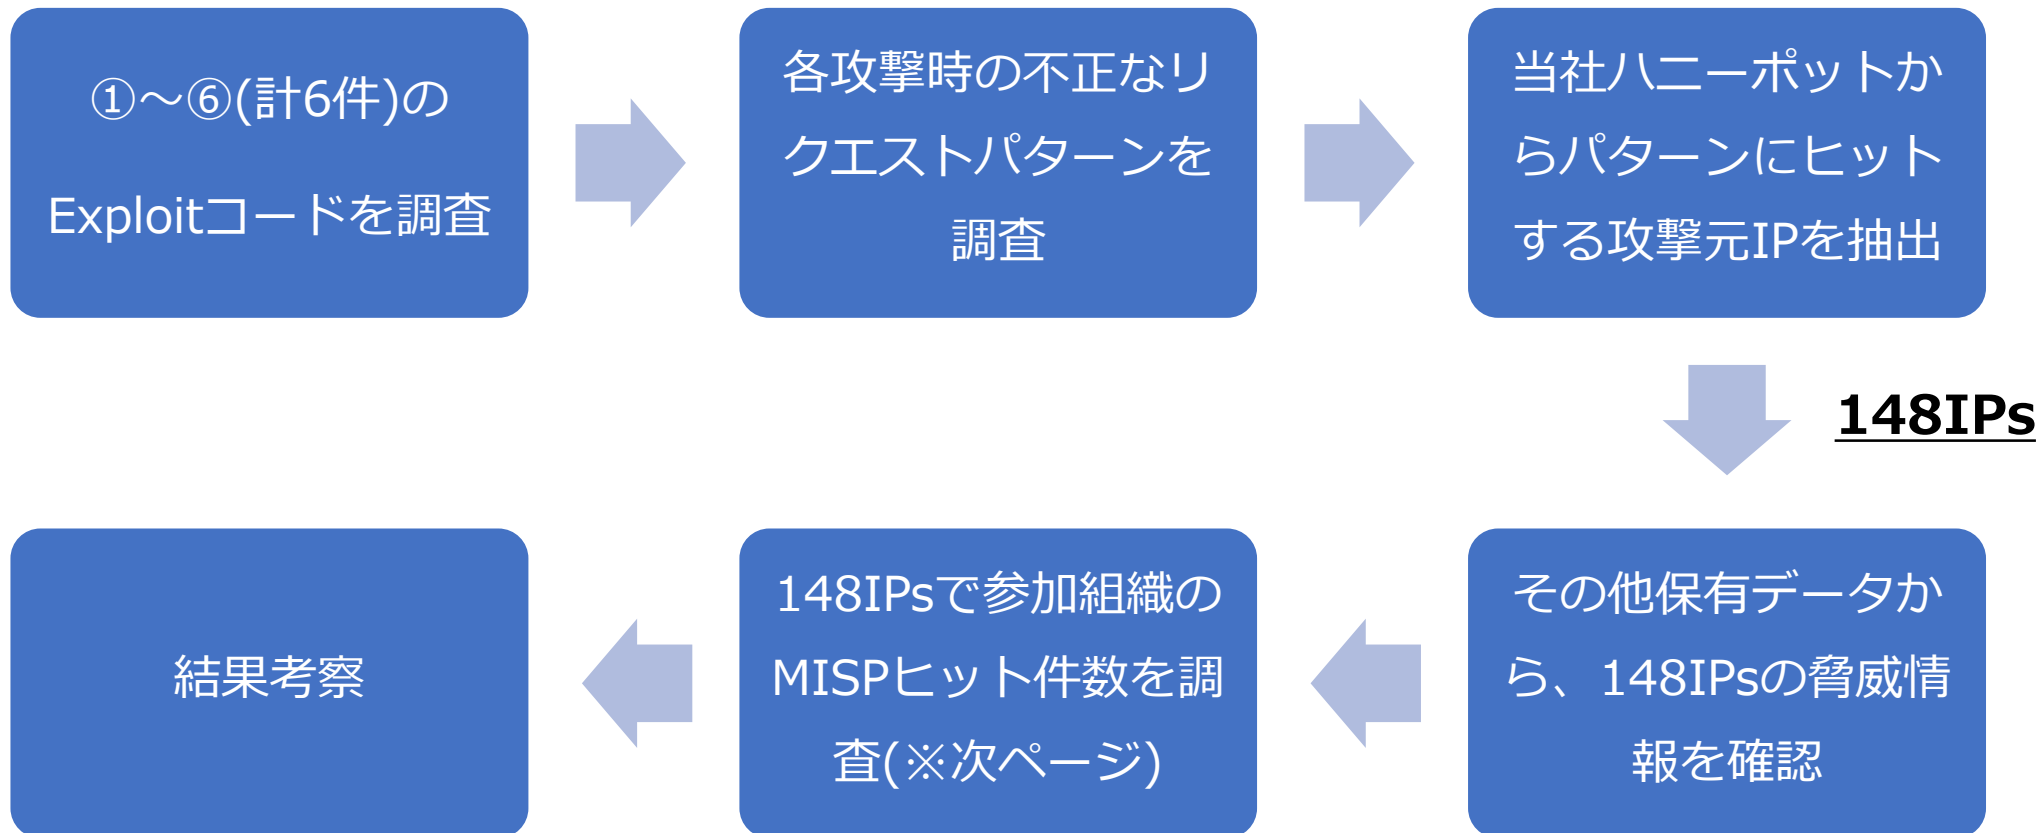 ①～⑥(計6件)の
Exploitコードを調査
各攻撃時の不正なリ
クエストパターンを
調査
当社ハニーポットか
らパターンにヒット
する攻撃元IPを抽出
148IPs
その他保有データか
ら、148IPsの脅威情
報を確認
148IPsで参加組織の
MISPヒット件数を調
査(※次ページ)
結果考察